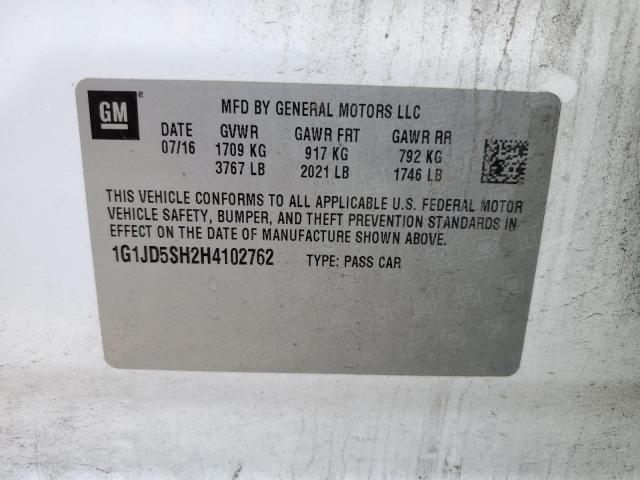 GM
MFD BY GENERAL MOTORS LLC
DATE GVWR GAWR FRT GAWR RR
07/16 1709 KG 917 KG 792 KG
3767 LB 2021 LB 1746 LB
THIS VEHICLE CONFORMS TO ALL APPLICABLE U.S. FEDERAL MOTOR
VEHICLE SAFETY, BUMPER, AND THEFT PREVENTION STANDARDS IN
EFFECT ON THE DATE OF MANUFACTURE SHOWN ABOVE.
1G1JD5SH2H4102762 TYPE: PASS CAR